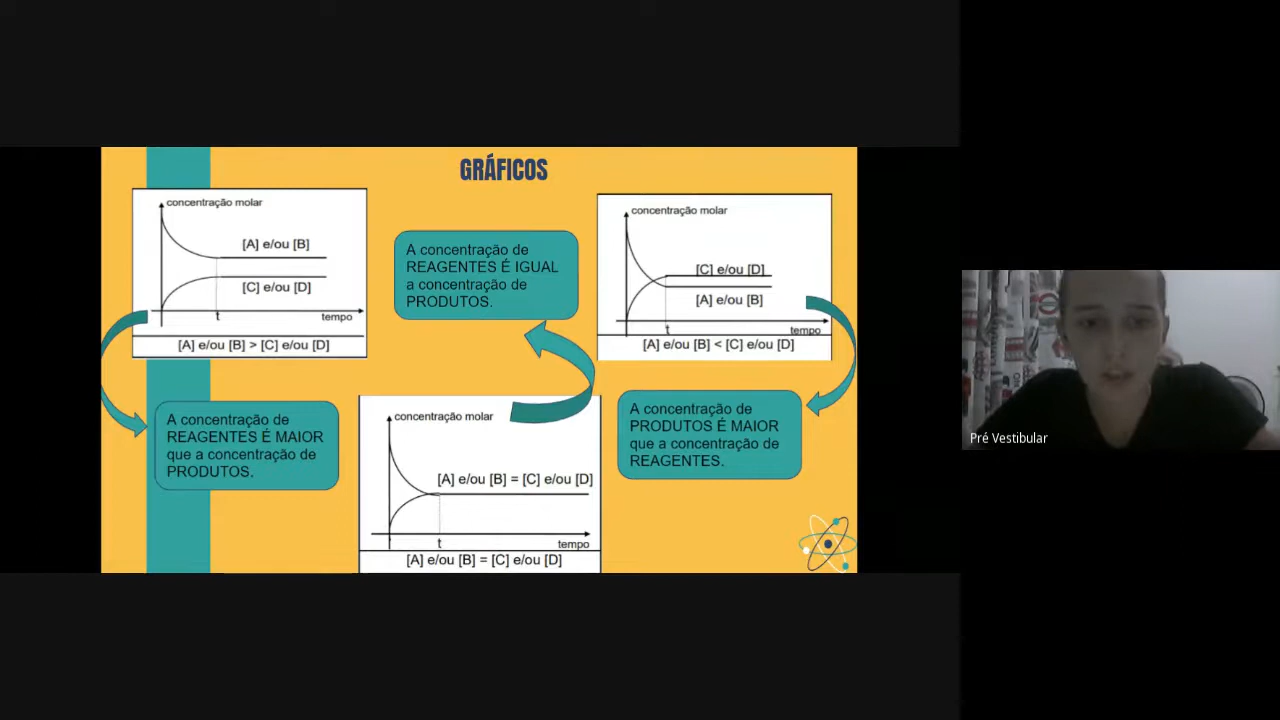 GRÁFICOS
concentração molar
[A] e/ou [B]
[C] e/ou [D]
t
tempo
[A] e/ou [B] > [C] e/ou [D]
A concentração de
REAGENTES É MAIOR
que a concentração de
PRODUTOS.
A concentração de
REAGENTES É IGUAL
a concentração de
PRODUTOS.
concentração molar
[A] e/ou [B] = [C] e/ou [D]
t
tempo
[A] e/ou [B] = [C] e/ou [D]
concentração molar
[C] e/ou [D]
[A] e/ou [B]
t
tempo
[A] e/ou [B] < [C] e/ou [D]
A concentração de
PRODUTOS É MAIOR
que a concentração de
REAGENTES.
Pré Vestibular